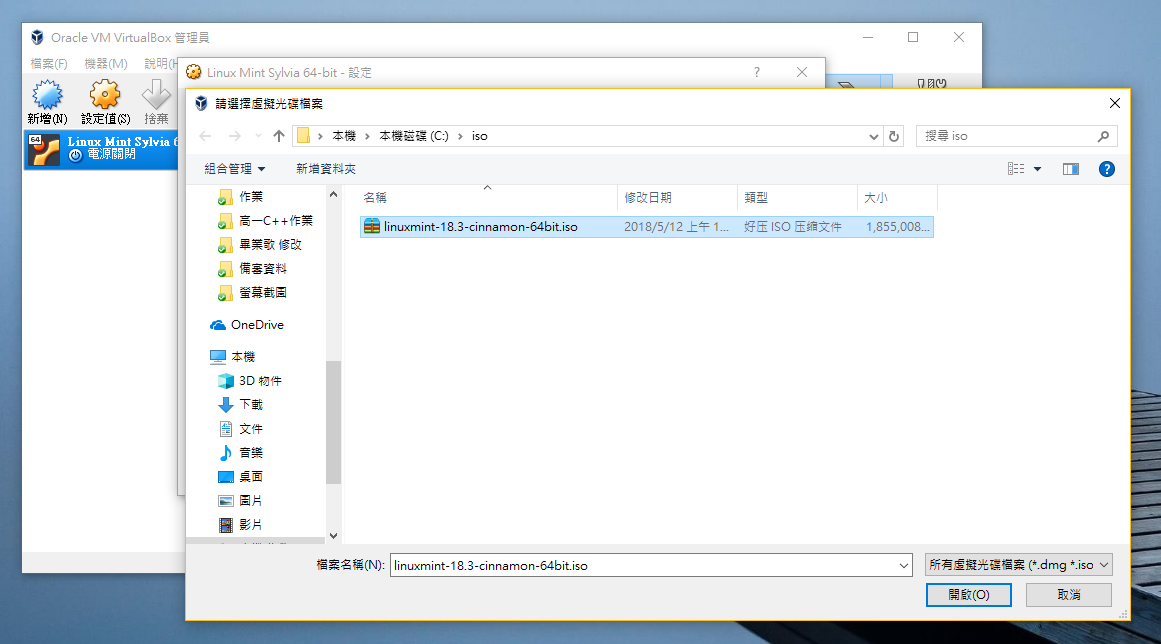 Oracle VM VirtualBox 管理員
檔案(F) 機器(M) 說明(H
Linux Mint Sylvia 64-bit - 設定 ?
新增(N) 設定值(S) 捨棄
64 Linux Mint Sylvia 6
電源關閉
請選擇虛擬光碟檔案
本機 本機磁碟 (C:) iso
搜尋 iso
組合管理 新增資料夾 ?
作業
高一C++作業
畢業歌 修改
備審資料
螢幕截圖
OneDrive
本機
3D 物件
下載
文件
音樂
桌面
圖片
影片
名稱 修改日期 類型 大小
linuxmint-18.3-cinnamon-64bit.iso 2018/5/12 上午 1... 好压 ISO 压缩文件 1,855,008...
檔案名稱(N): linuxmint-18.3-cinnamon-64bit.iso 所有虛擬光碟檔案 (*.dmg *.iso
開啟(O) 取消